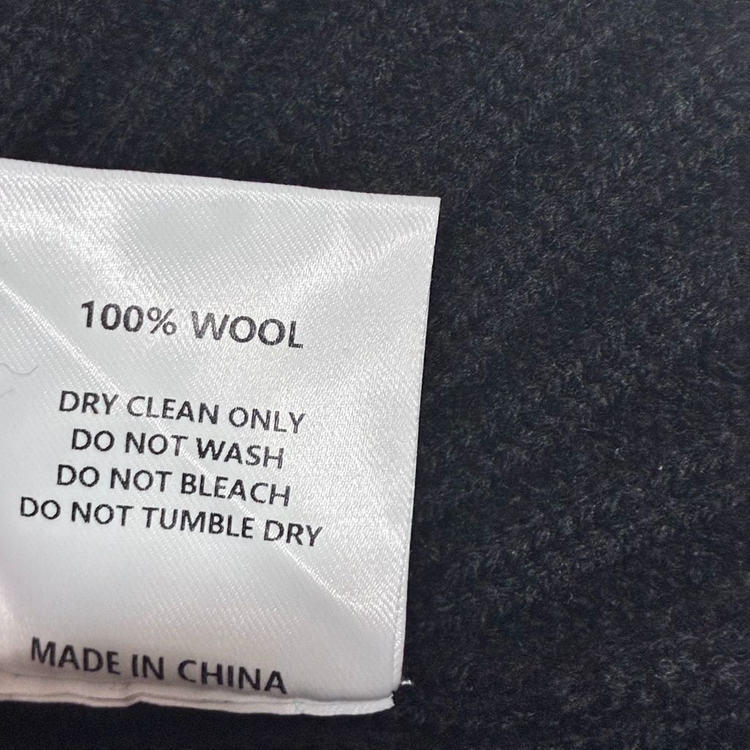 100% WOOL
DRY CLEAN ONLY
DO NOT WASH
DO NOT BLEACH
DO NOT TUMBLE DRY
MADE IN CHINA